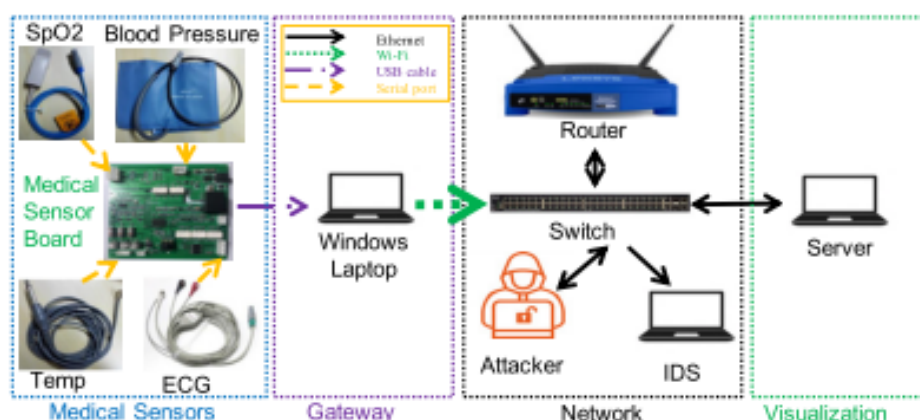 SpO2
Blood Pressure
Ethernet
Wi-Fi
USB cable
Serial port
LINKSYS
Router
Medical
Sensor
Board
Windows
Laptop
Switch
Server
Attacker
IDS
Temp
ECG
Medical Sensors
Gateway
Network
Visualization